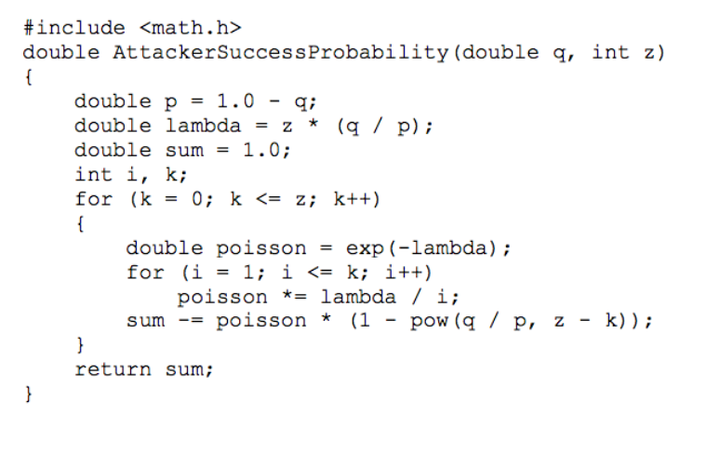 #include <math.h>
double AttackerSuccessProbability(double q, int z)
{
    double p = 1.0 - q;
    double lambda = z * (q / p);
    double sum = 1.0;
    int i, k;
    for (k = 0; k <= z; k++)
    {
        double poisson = exp(-lambda);
        for (i = 1; i <= k; i++)
            poisson *= lambda / i;
        sum -= poisson * (1 - pow(q / p, z - k));
    }
    return sum;
}